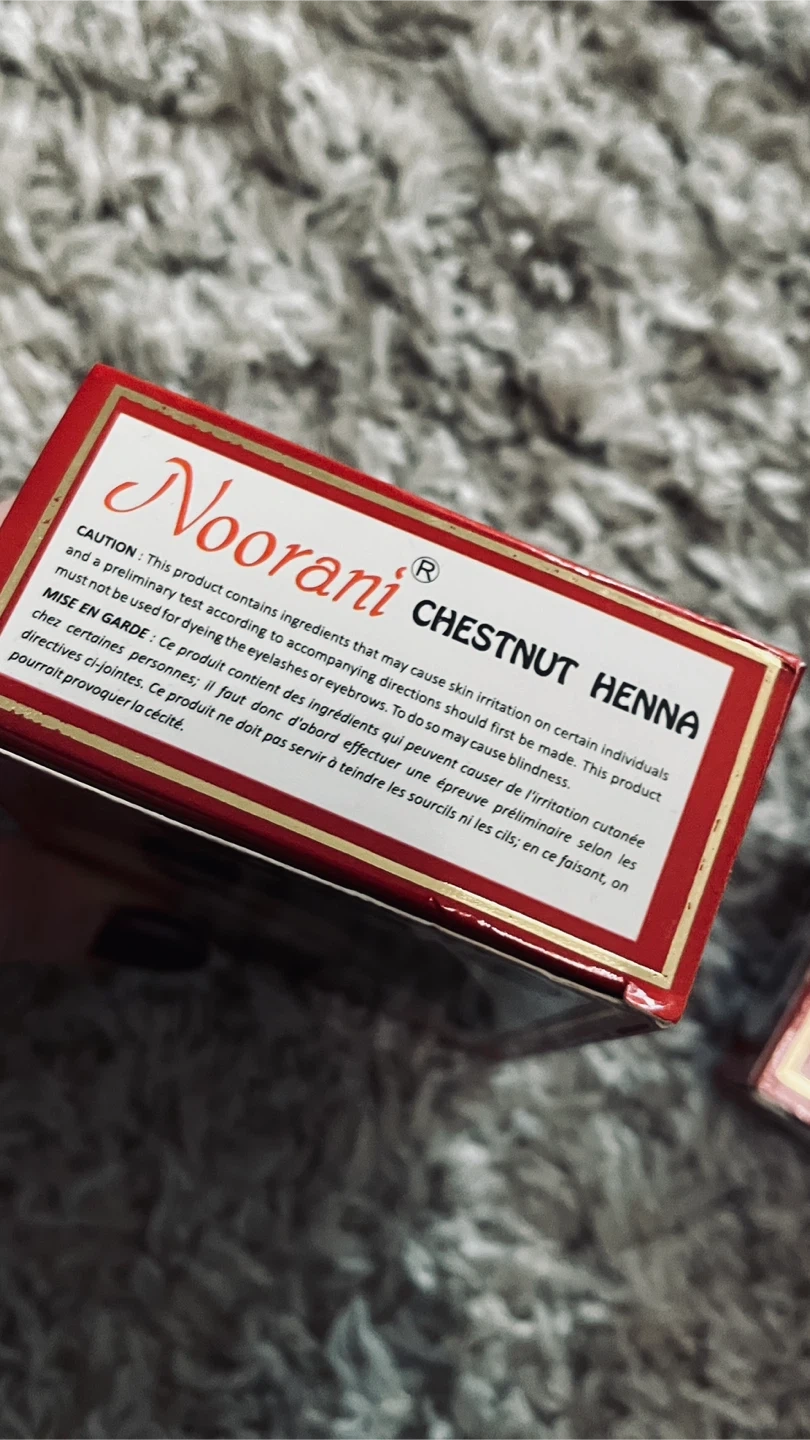 Noorani® CHESTNUT HENNA
CAUTION : This product contains ingredients that may cause skin irritation on certain individuals
and a preliminary test according to accompanying directions should first be made. This product
must not be used for dyeing the eyelashes or eyebrows. To do so may cause blindness.
MISE EN GARDE : Ce produit contient des ingrédients qui peuvent causer de l'irritation cutanée
chez certaines personnes; il faut donc d'abord effectuer une épreuve préliminaire selon les
directives ci-jointes. Ce produit ne doit pas servir à teindre les sourcils ni les cils; en ce faisant, on
pourrait provoquer la cécité.